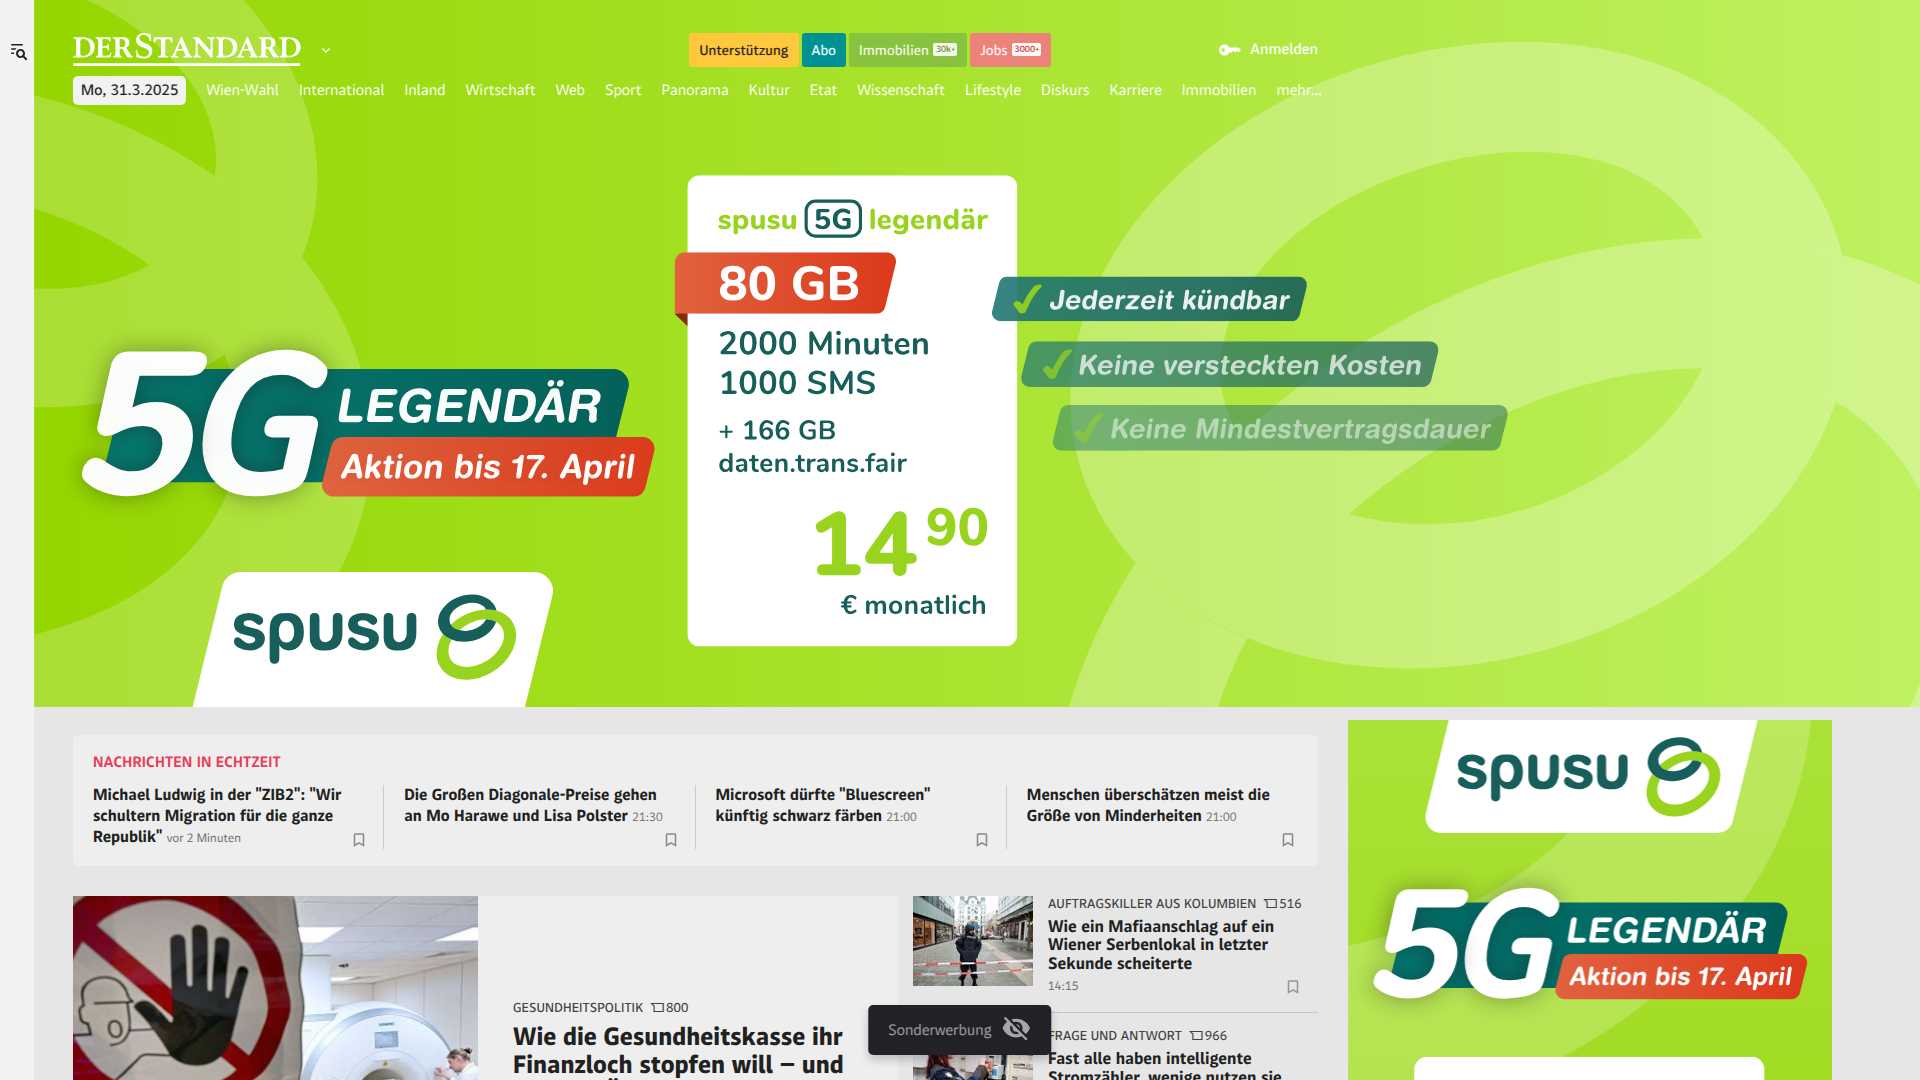 DERSTANDARD
Unterstützung
Abo
Immobilien 30k+
Jobs 3000+
Anmelden
Mo, 31.3.2025
Wien-Wahl International Inland Wirtschaft Web Sport Panorama Kultur Etat Wissenschaft Lifestyle Diskurs Karriere Immobilien mehr...
spusu 5G legendär
80 GB
2000 Minuten
1000 SMS
+ 166 GB
daten.trans.fair
14 90
€ monatlich
Jederzeit kündbar
Keine versteckten Kosten
Keine Mindestvertragsdauer
5G LEGENDÄR
Aktion bis 17. April
spusu
NACHRICHTEN IN ECHTZEIT
Michael Ludwig in der "ZIB2": "Wir
schultern Migration für die ganze
Republik" vor 2 Minuten
Die Großen Diagonale-Preise gehen
an Mo Harawe und Lisa Polster 21:30
Microsoft dürfte "Bluescreen"
künftig schwarz färben 21:00
Menschen überschätzen meist die
Größe von Minderheiten 21:00
GESUNDHEITSPOLITIK 800
Wie die Gesundheitskasse ihr
Finanzloch stopfen will – und
AUFTRAGSKILLER AUS KOLUMBIEN 516
Wie ein Mafiaanschlag auf ein
Wiener Serbenlokal in letzter
Sekunde scheiterte
14:15
FRAGE UND ANTWORT 966
Fast alle haben intelligente
Stromzähler, wenige nutzen sie
Sonderwerbung
spusu
5G LEGENDÄR
Aktion bis 17. April